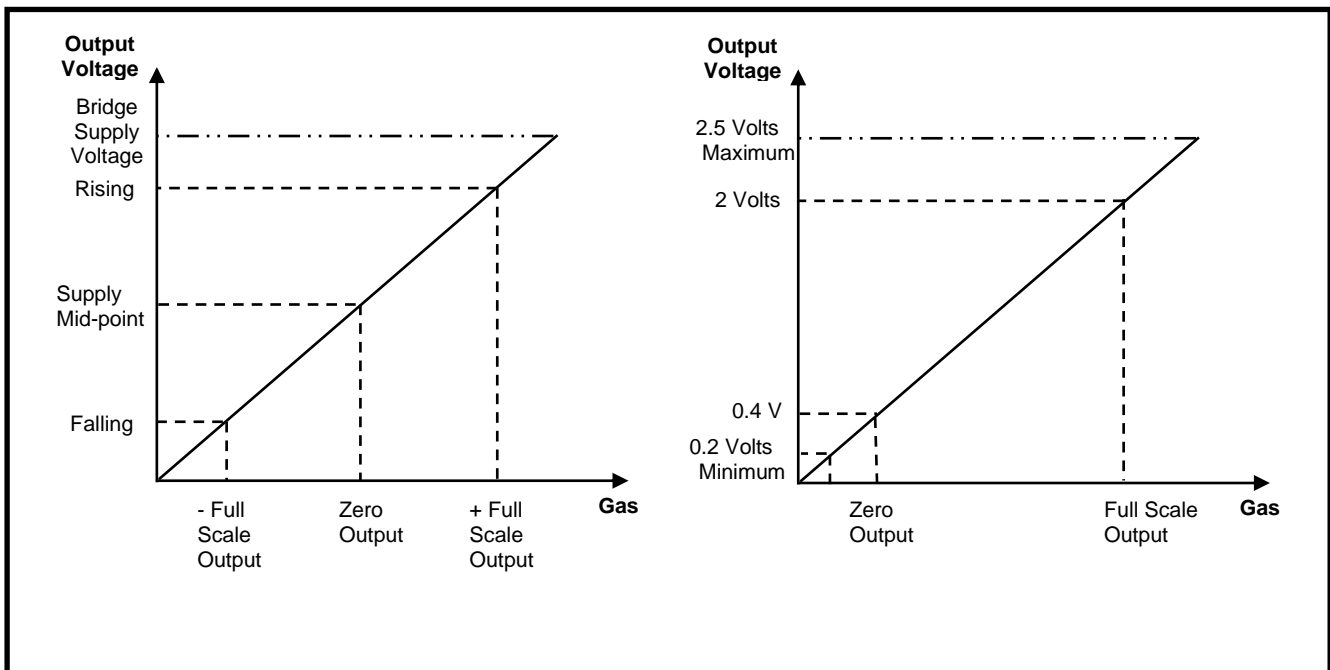 Output
Voltage
Bridge
Supply
Voltage
Rising
Supply
Mid-point
Falling
- Full
Scale
Output
Zero
Output
+ Full
Scale
Output
Gas
Output
Voltage
2.5 Volts
Maximum
2 Volts
0.4 V
0.2 Volts
Minimum
Zero
Output
Full Scale
Output
Gas